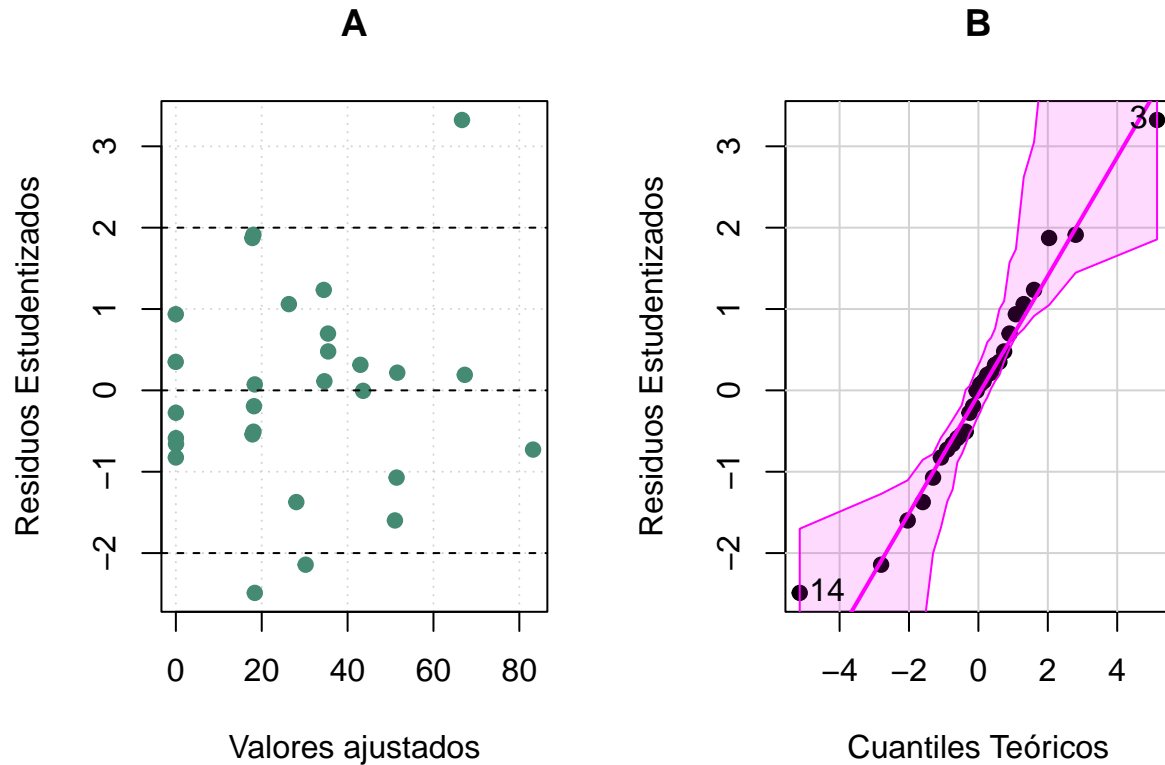 A
Residuos Estudentizados
3
2
1
0
−1
−2
0 20 40 60 80
Valores ajustados
B
Residuos Estudentizados
3
2
1
0
−1
−2
3
14
−4 −2 0 2 4
Cuantiles Teóricos